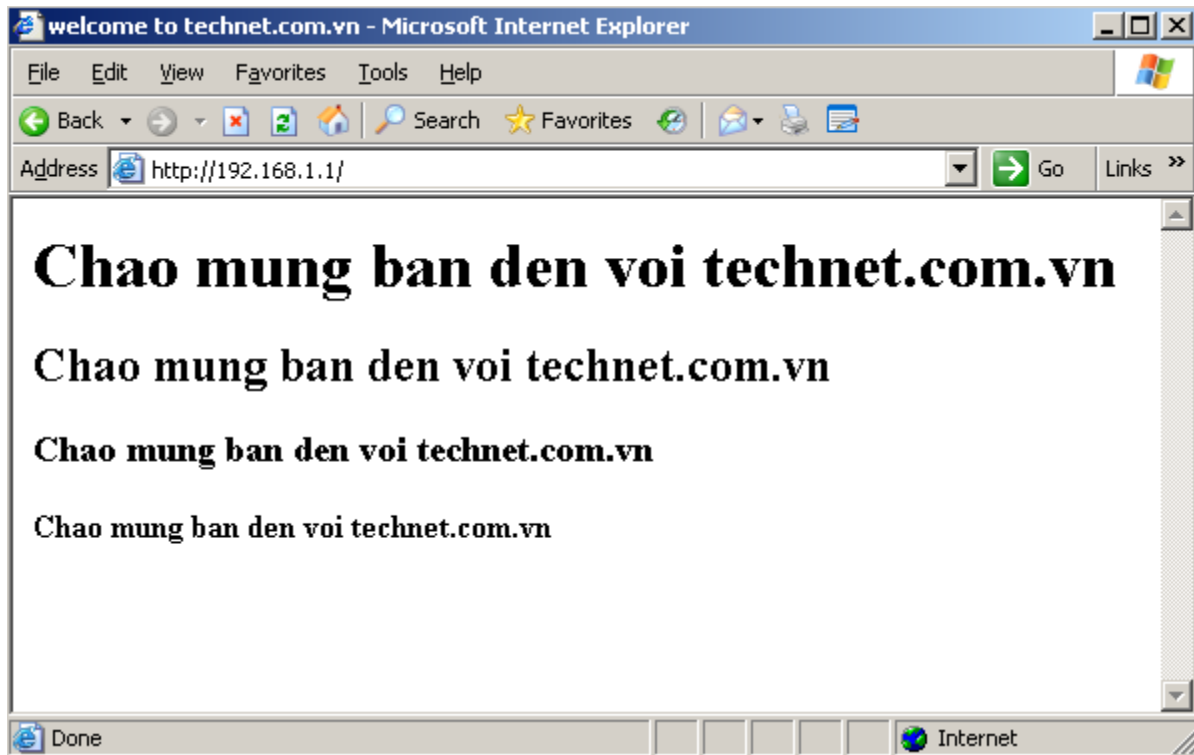 welcome to technet.com.vn - Microsoft Internet Explorer
File Edit View Favorites Tools Help
Back Search Favorites
Address http://192.168.1.1/ Go Links »
Chao mung ban den voi technet.com.vn
Chao mung ban den voi technet.com.vn
Chao mung ban den voi technet.com.vn
Chao mung ban den voi technet.com.vn
Done Internet